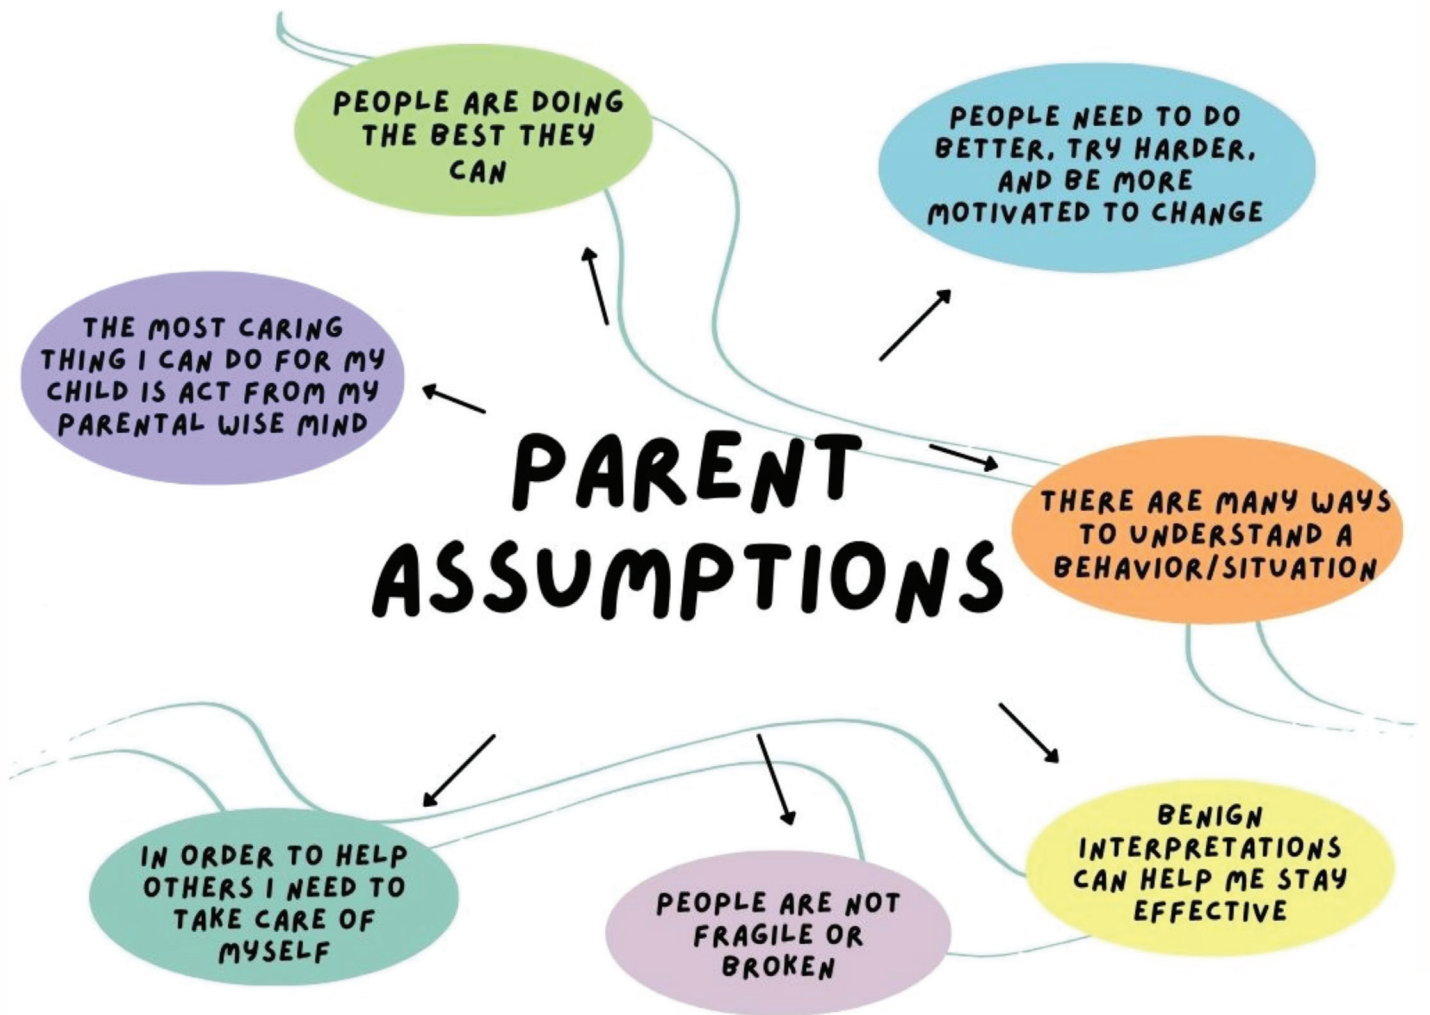 PEOPLE ARE DOING
THE BEST THEY
CAN
PEOPLE NEED TO DO
BETTER, TRY HARDER,
AND BE MORE
MOTIVATED TO CHANGE
THE MOST CARING
THING I CAN DO FOR MY
CHILD IS ACT FROM MY
PARENTAL WISE MIND
PARENT
ASSUMPTIONS
THERE ARE MANY WAYS
TO UNDERSTAND A
BEHAVIOR/SITUATION
IN ORDER TO HELP
OTHERS I NEED TO
TAKE CARE OF
MYSELF
PEOPLE ARE NOT
FRAGILE OR
BROKEN
BENIGN
INTERPRETATIONS
CAN HELP ME STAY
EFFECTIVE